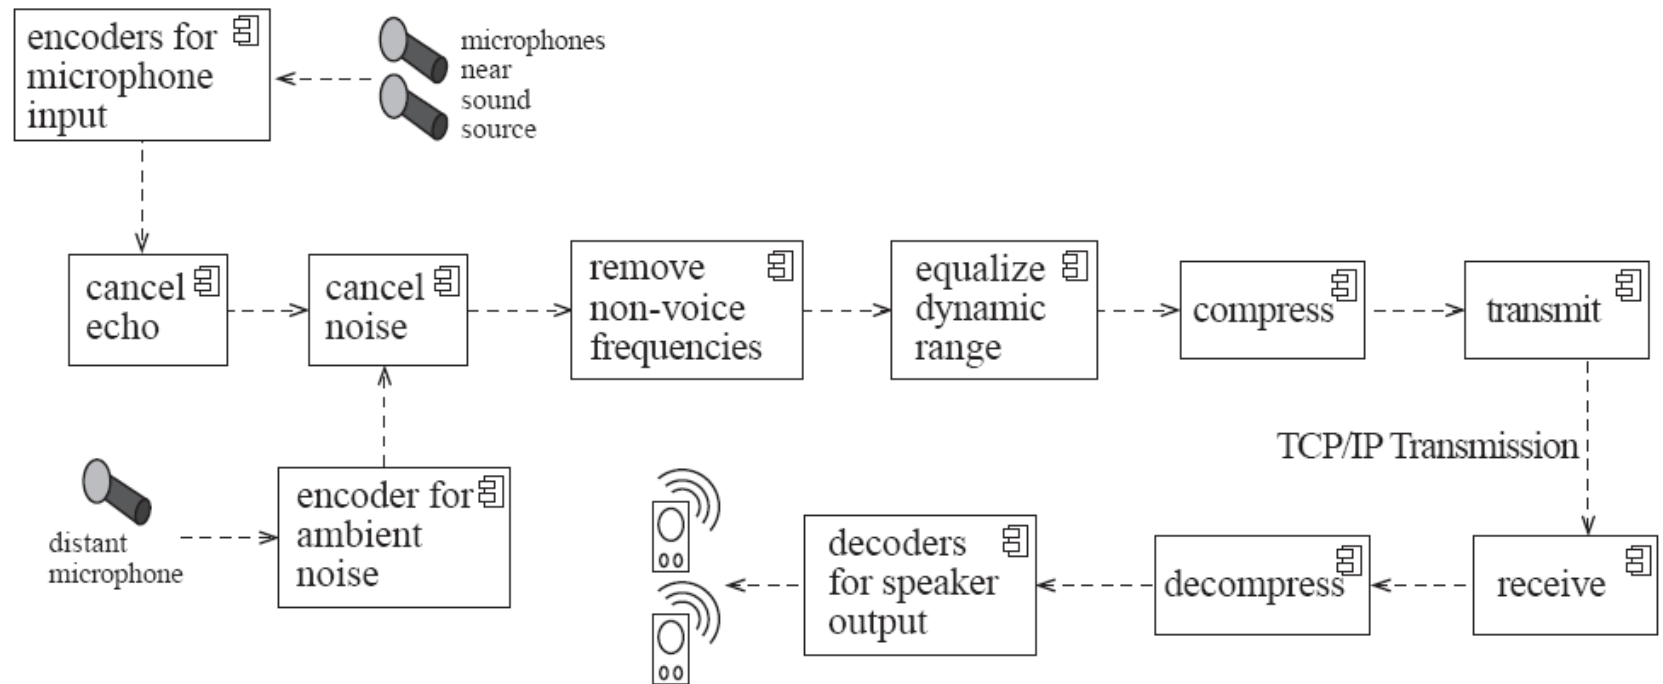 encoders for
microphone
input
microphones
near
sound
source
cancel
echo
cancel
noise
remove
non-voice
frequencies
equalize
dynamic
range
compress
transmit
TCP/IP Transmission
distant
microphone
encoder for
ambient
noise
decoders
for speaker
output
decompress
receive